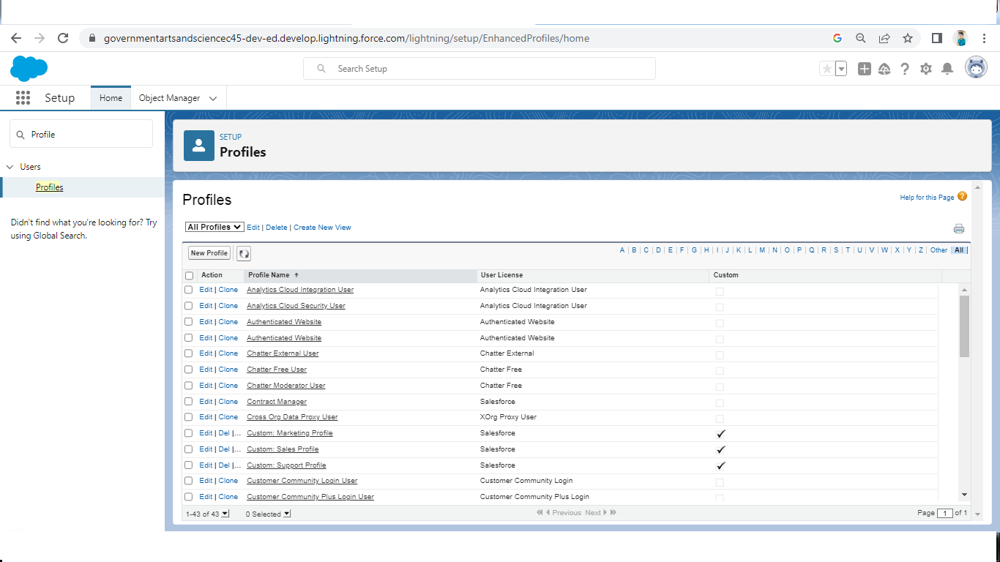 governmentartsandsciencec45-dev-ed.develop.lightning.force.com/lightning/setup/EnhancedProfiles/home
Search Setup
Setup Home Object Manager
Profile
Users
Profiles
Didn't find what you're looking for? Try
using Global Search.
SETUP
Profiles
Profiles
Help for this Page ?
All Profiles Edit | Delete | Create New View
New Profile A | B | C | D | E | F | G | H | I | J | K | L | M | N | O | P | Q | R | S | T | U | V | W | X | Y | Z | Other | All |
Action Profile Name User License Custom
Edit | Clone Analytics Cloud Integration User Analytics Cloud Integration User
Edit | Clone Analytics Cloud Security User Analytics Cloud Integration User
Edit | Clone Authenticated Website Authenticated Website
Edit | Clone Authenticated Website Authenticated Website
Edit | Clone Chatter External User Chatter External
Edit | Clone Chatter Free User Chatter Free
Edit | Clone Chatter Moderator User Chatter Free
Edit | Clone Contract Manager Salesforce
Edit | Clone Cross Org Data Proxy User XOrg Proxy User
Edit | Del |... Custom: Marketing Profile Salesforce ✓
Edit | Del |... Custom: Sales Profile Salesforce ✓
Edit | Del |... Custom: Support Profile Salesforce ✓
Edit | Clone Customer Community Login User Customer Community Login
Edit | Clone Customer Community Plus Login User Customer Community Plus Login
1-43 of 43 0 Selected Previous Next Page 1 of 1